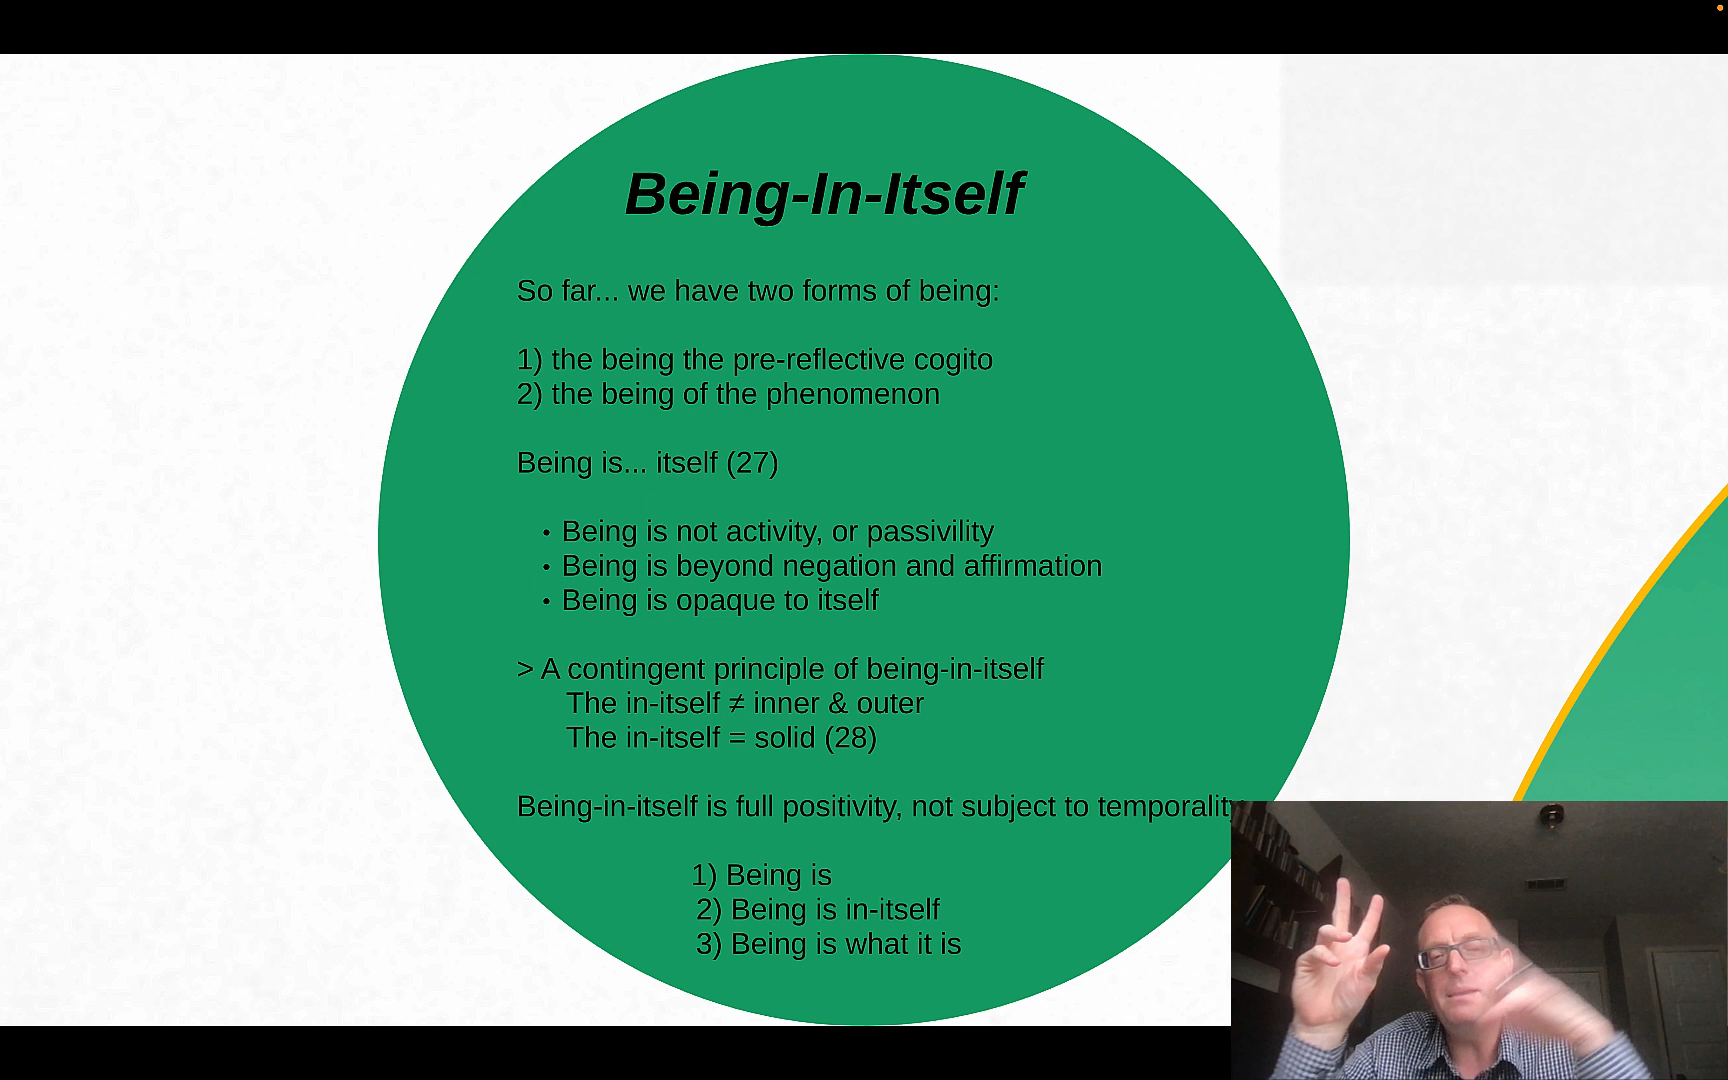 Being-In-Itself
So far... we have two forms of being:
1) the being the pre-reflective cogito
2) the being of the phenomenon
Being is... itself (27)
• Being is not activity, or passivility
• Being is beyond negation and affirmation
• Being is opaque to itself
> A contingent principle of being-in-itself
The in-itself ≠ inner & outer
The in-itself = solid (28)
Being-in-itself is full positivity, not subject to temporality
1) Being is
2) Being is in-itself
3) Being is what it is